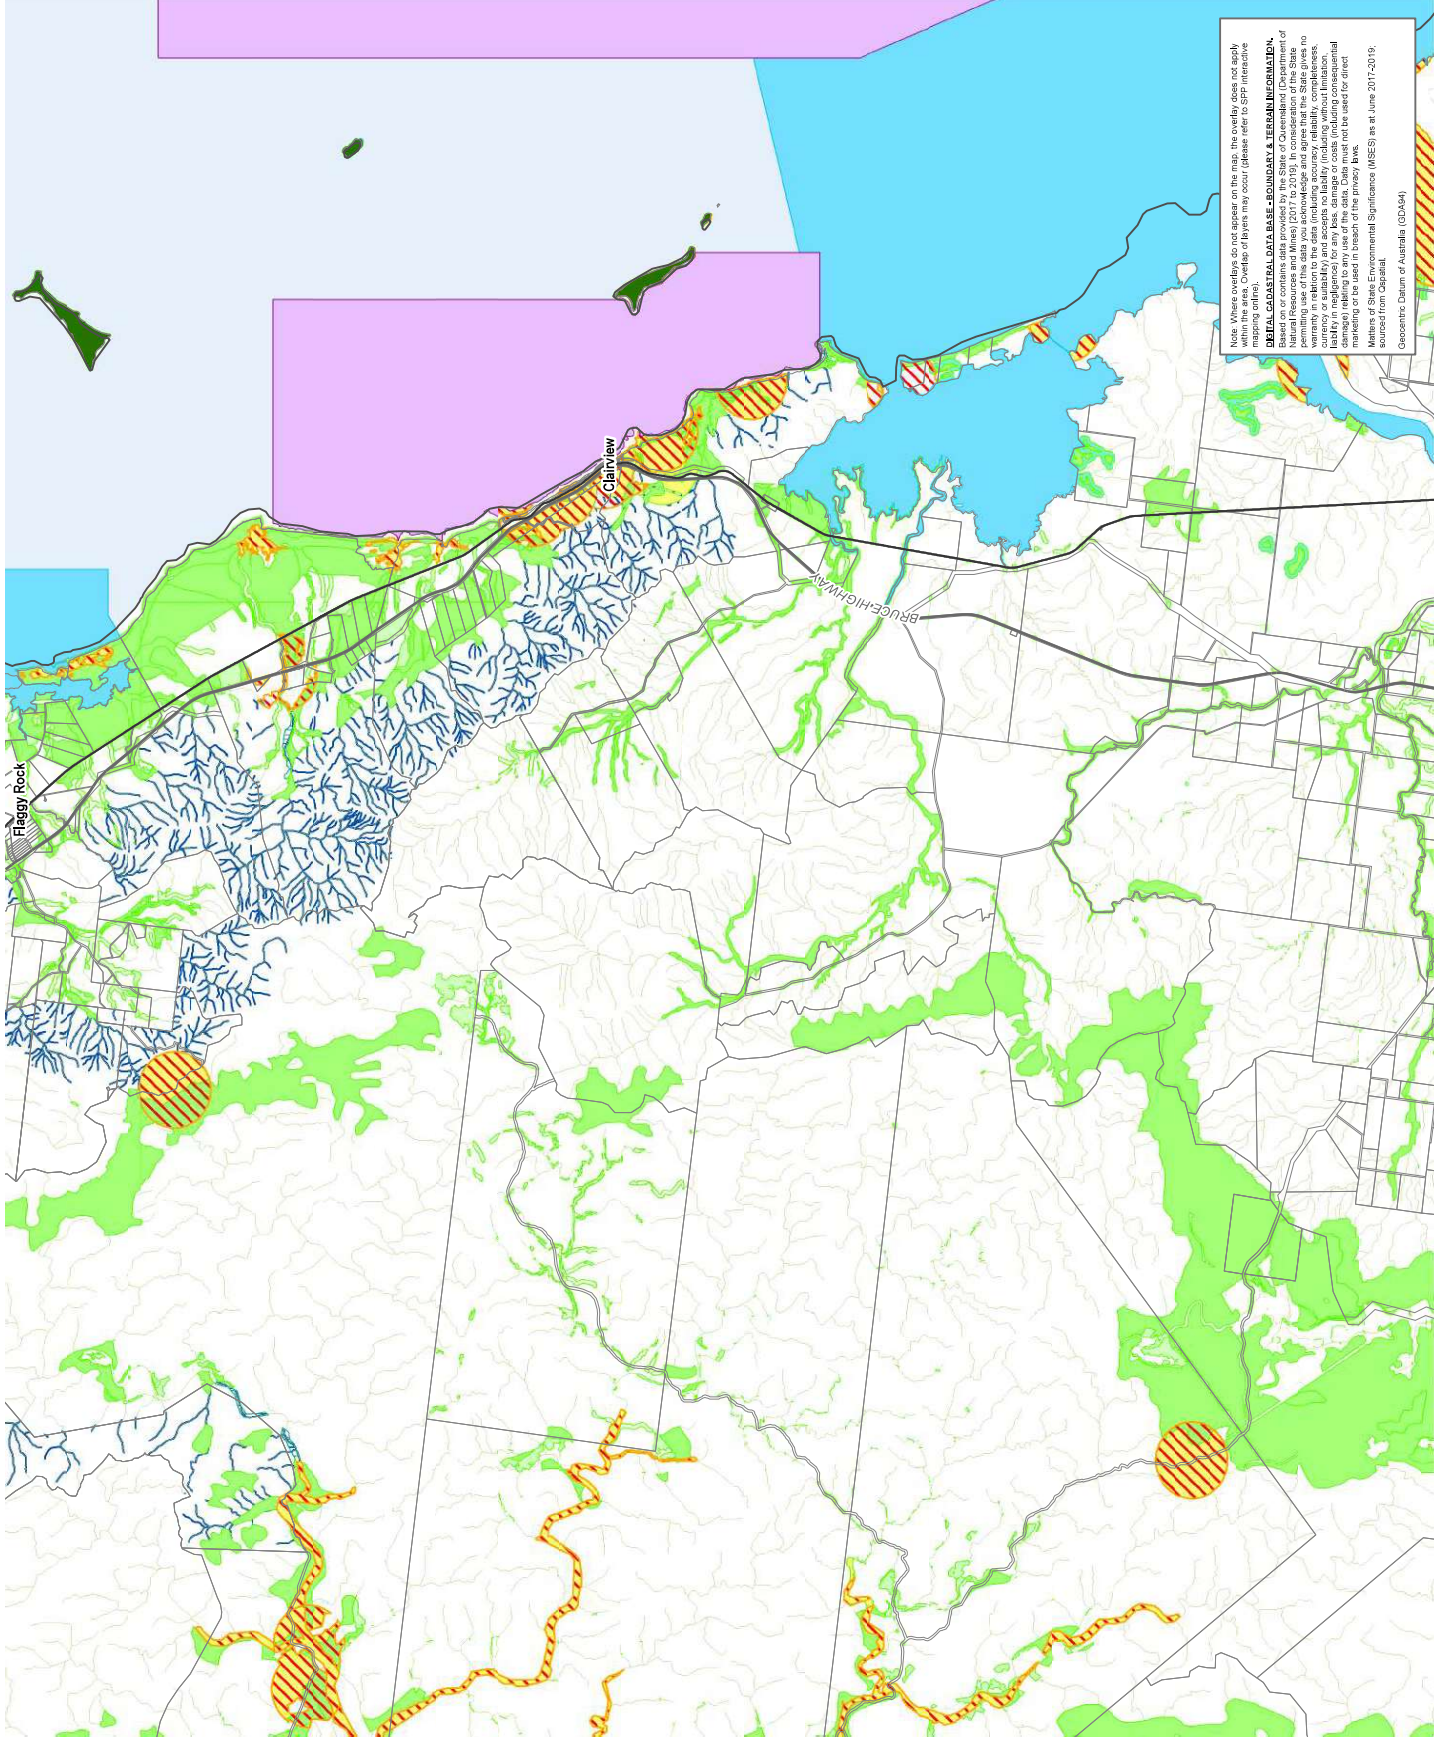 Flaggy Rock
Clairview
BRUCE HIGHWAY
Note: Where overlays do not appear on the map, the overlay does not apply
within the area. Overlap of layers may occur (please refer to SPP interactive
mapping online).
DIGITAL CADASTRAL DATA BASE - BOUNDARY & TERRAIN INFORMATION.
Based on or contains data provided by the State of Queensland (Department of
Natural Resources and Mines) [2017 to 2019]. In consideration of the State
permitting use of this data you acknowledge and agree that the State gives no
warranty in relation to the data (including accuracy, reliability, completeness,
currency or suitability) and accepts no liability (including without limitation,
liability in negligence) for any loss, damage or costs (including consequential
damage) relating to any use of the data. Data must not be used for direct
marketing or be used in breach of the privacy laws.
Matters of State Environmental Significance (MSES) as at June 2017-2019;
sourced from Qspatial.
Geocentric Datum of Australia (GDA94)